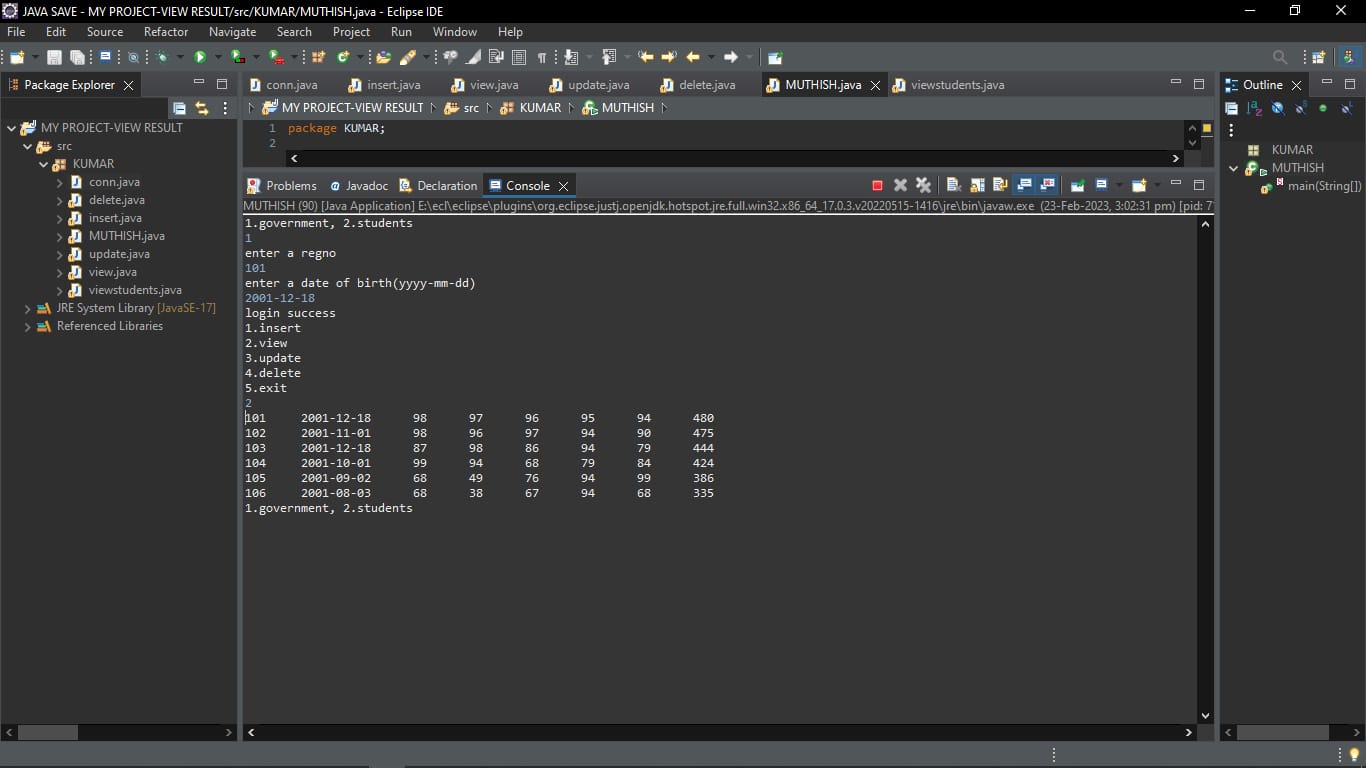 JAVA SAVE - MY PROJECT-VIEW RESULT/src/KUMAR/MUTHISH.java - Eclipse IDE
File Edit Source Refactor Navigate Search Project Run Window Help
Package Explorer
MY PROJECT-VIEW RESULT
src
KUMAR
conn.java
delete.java
insert.java
MUTHISH.java
update.java
view.java
viewstudents.java
JRE System Library [JavaSE-17]
Referenced Libraries
conn.java insert.java view.java update.java delete.java MUTHISH.java viewstudents.java
MY PROJECT-VIEW RESULT src KUMAR MUTHISH
1 package KUMAR;
2
Problems Javadoc Declaration Console
MUTHISH (90) [Java Application] E:\ecl\eclipse\plugins\org.eclipse.justj.openjdk.hotspot.jre.full.win32.x86_64_17.0.3.v20220515-1416\jre\bin\javaw.exe (23-Feb-2023, 3:02:31 pm) [pid: 7
1.government, 2.students
1
enter a regno
101
enter a date of birth(yyyy-mm-dd)
2001-12-18
login success
1.insert
2.view
3.update
4.delete
5.exit
2
101 2001-12-18 98 97 96 95 94 480
102 2001-11-01 98 96 97 94 90 475
103 2001-12-18 87 98 86 94 79 444
104 2001-10-01 99 94 68 79 84 424
105 2001-09-02 68 49 76 94 99 386
106 2001-08-03 68 38 67 94 68 335
1.government, 2.students
Outline
KUMAR
MUTHISH
main(String[])